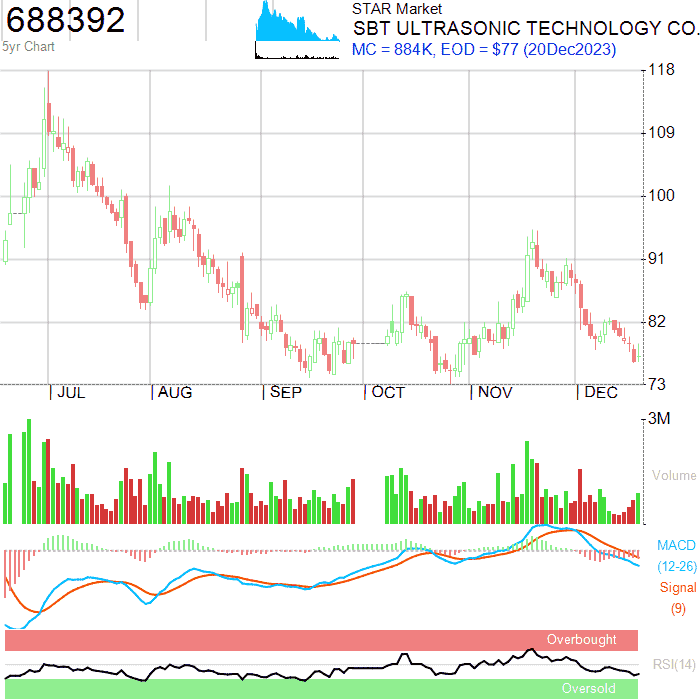 688392
5yr Chart
STAR Market
SBT ULTRASONIC TECHNOLOGY CO.
MC = 884K, EOD = $77 (20Dec2023)
118
109
100
91
82
73
JUL
AUG
SEP
OCT
NOV
DEC
3M
Volume
MACD
(12-26)
Signal
(9)
Overbought
RSI(14)
Oversold